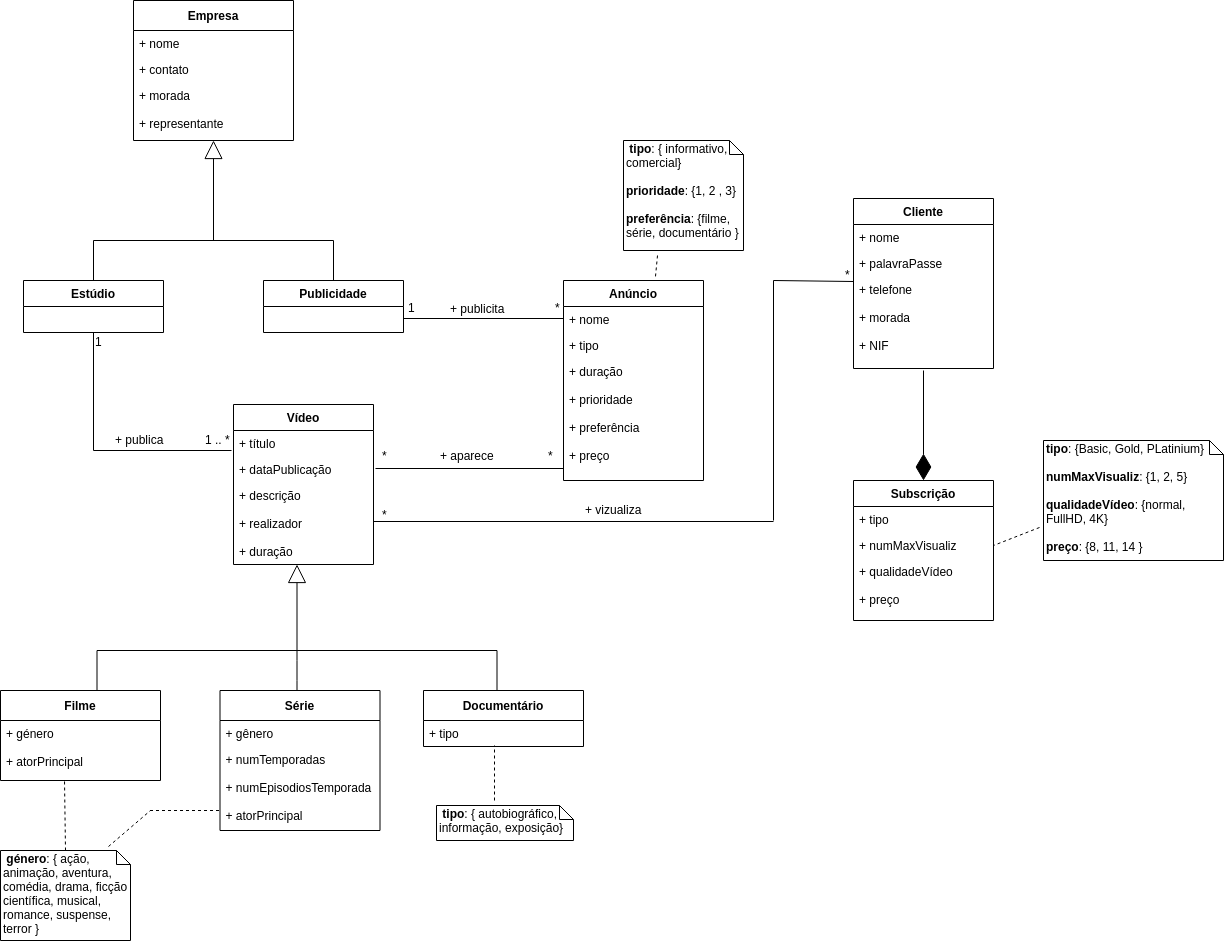 Empresa
+ nome
+ contato
+ morada
+ representante
tipo: { informativo,
comercial}
prioridade: {1, 2 , 3}
preferência: {filme,
série, documentário }
Cliente
+ nome
+ palavraPasse
+ telefone
+ morada
+ NIF
*
Estúdio
1
Publicidade
1
+ publicita
*
Anúncio
+ nome
+ tipo
+ duração
+ prioridade
+ preferência
+ preço
+ publica
1 .. *
Vídeo
+ título
+ dataPublicação
+ descrição
+ realizador
+ duração
*
+ aparece
*
*
+ vizualiza
Subscrição
+ tipo
+ numMaxVisualiz
+ qualidadeVídeo
+ preço
tipo: {Basic, Gold, PLatinium}
numMaxVisualiz: {1, 2, 5}
qualidadeVídeo: {normal,
FullHD, 4K}
preço: {8, 11, 14 }
Filme
+ género
+ atorPrincipal
Série
+ gênero
+ numTemporadas
+ numEpisodiosTemporada
+ atorPrincipal
Documentário
+ tipo
tipo: { autobiográfico,
informação, exposição}
género: { ação,
animação, aventura,
comédia, drama, ficção
científica, musical,
romance, suspense,
terror }